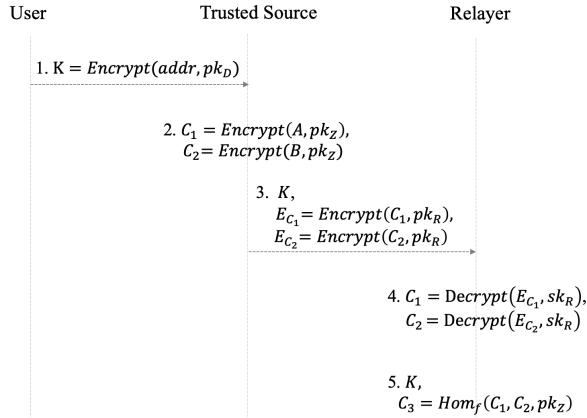 User Trusted Source Relayer
1. K = Encrypt(addr, pk_D)
2. C_1 = Encrypt(A, pk_Z),
C_2= Encrypt(B, pk_Z)
3. K,
E_{C_1}= Encrypt(C_1, pk_R),
E_{C_2}= Encrypt(C_2, pk_R)
4. C_1 = Decrypt(E_{C_1}, sk_R),
C_2 = Decrypt(E_{C_2}, sk_R)
5. K,
C_3 = Hom_f(C_1, C_2, pk_Z)